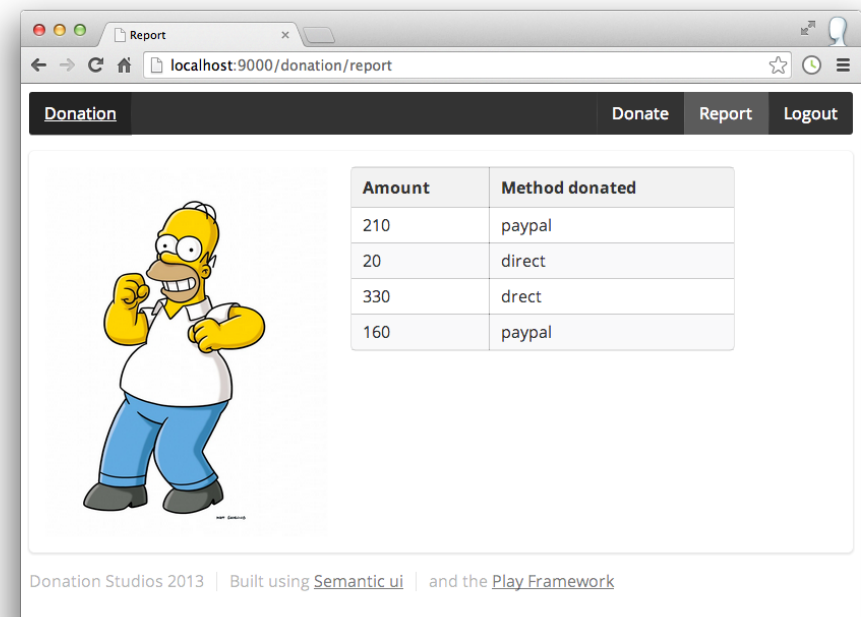 Report
localhost:9000/donation/report
Donation Donate Report Logout
Amount Method donated
210 paypal
20 direct
330 drect
160 paypal
Donation Studios 2013 Built using Semantic ui and the Play Framework